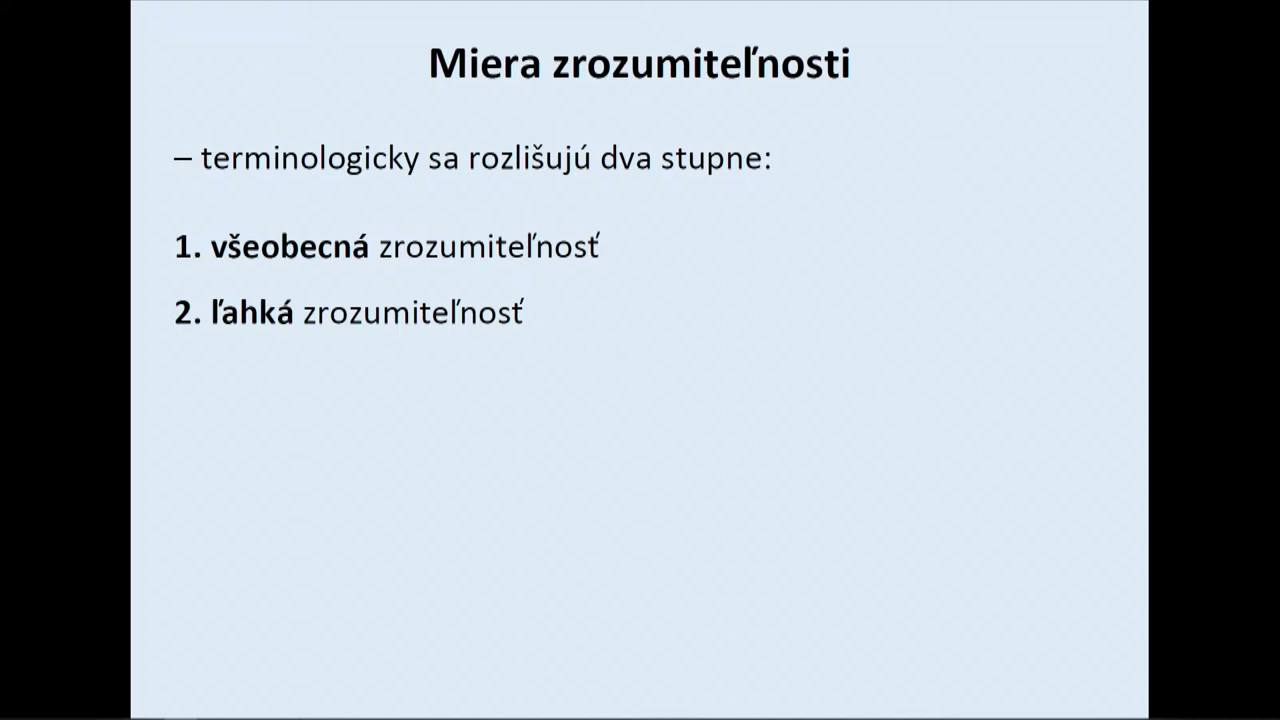 Miera zrozumiteľnosti
– terminologicky sa rozlišujú dva stupne:
1. všeobecná zrozumiteľnosť
2. ľahká zrozumiteľnosť